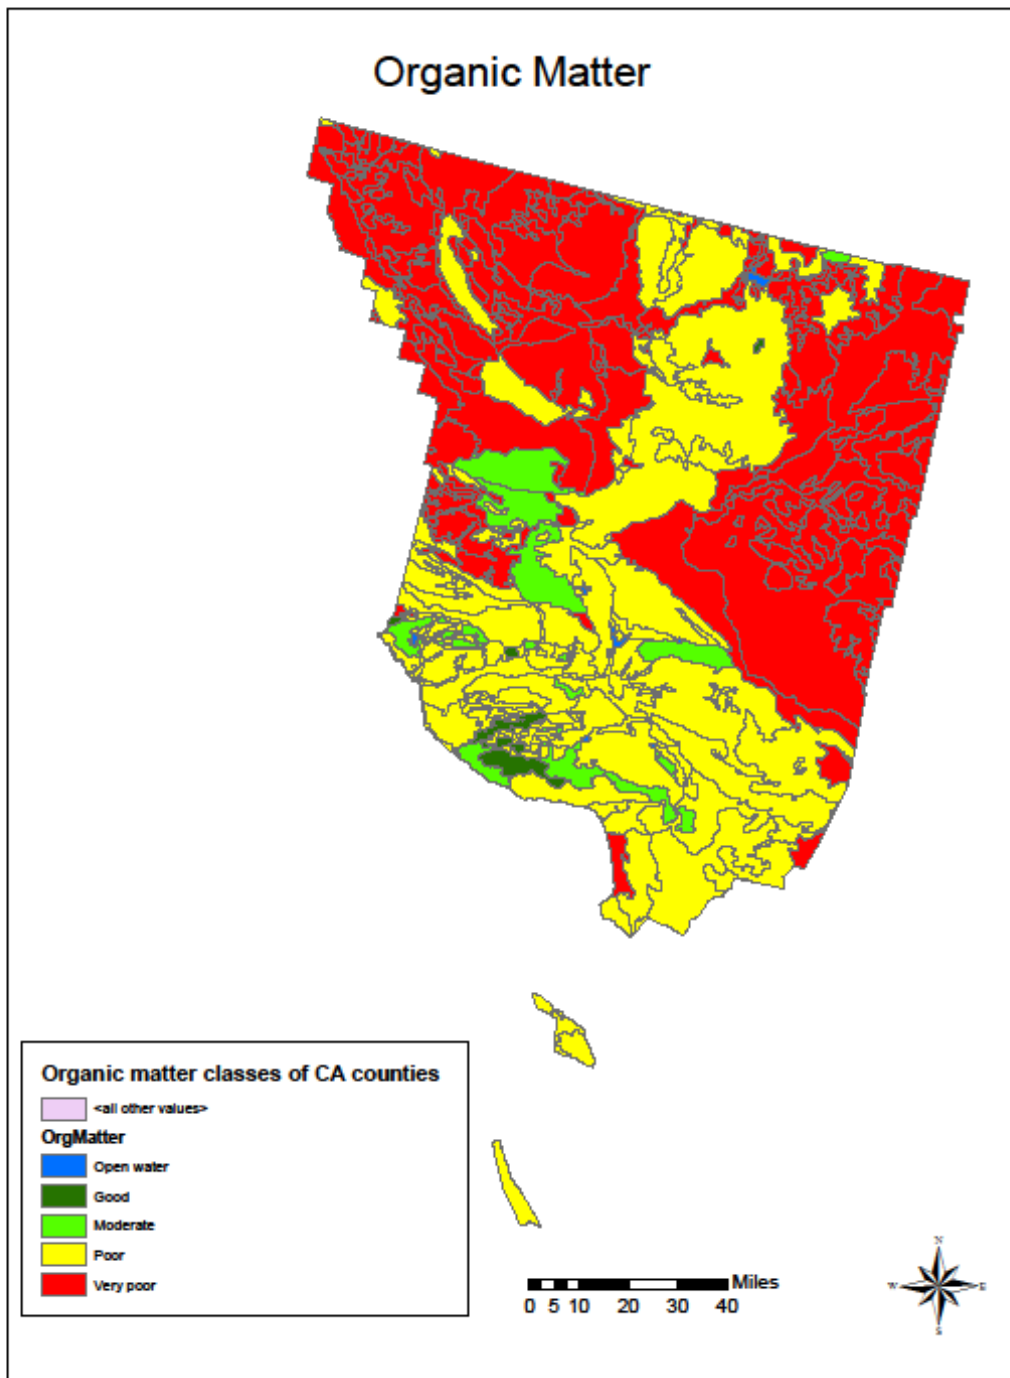 Organic Matter
Organic matter classes of CA counties
<all other values>
OrgMatter
Open water
Good
Moderate
Poor
Very poor
Miles
0 5 10 20 30 40
N
W E
S